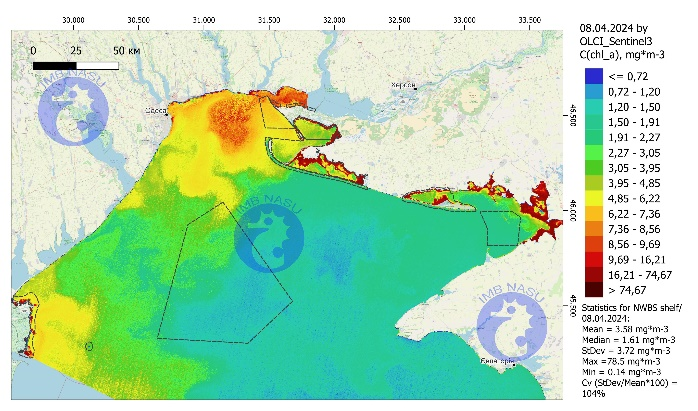 30.000 30.500 31.000 31.500 32.000 32.500 33.000 33.500
0 25 50 км
IMB NASU
Одеса
Херсон
46.500
46.000
45.500
IMB NASU
IMB NASU
Євпаторія
08.04.2024 by
OLCI_Sentinel3
C(chl_a), mg*m-3
<= 0,72
0,72 - 1,20
1,20 - 1,50
1,50 - 1,91
1,91 - 2,27
2,27 - 3,05
3,05 - 3,95
3,95 - 4,85
4,85 - 6,22
6,22 - 7,36
7,36 - 8,56
8,56 - 9,69
9,69 - 16,21
16,21 - 74,67
> 74,67
Statistics for NWBS shelf/
08.04.2024:
Mean = 3.58 mg*m-3
Median = 1.61 mg*m-3
StDev = 3.72 mg*m-3
Max =78.5 mg*m-3
Min = 0.14 mg*m-3
Cv (StDev/Mean*100) =
104%